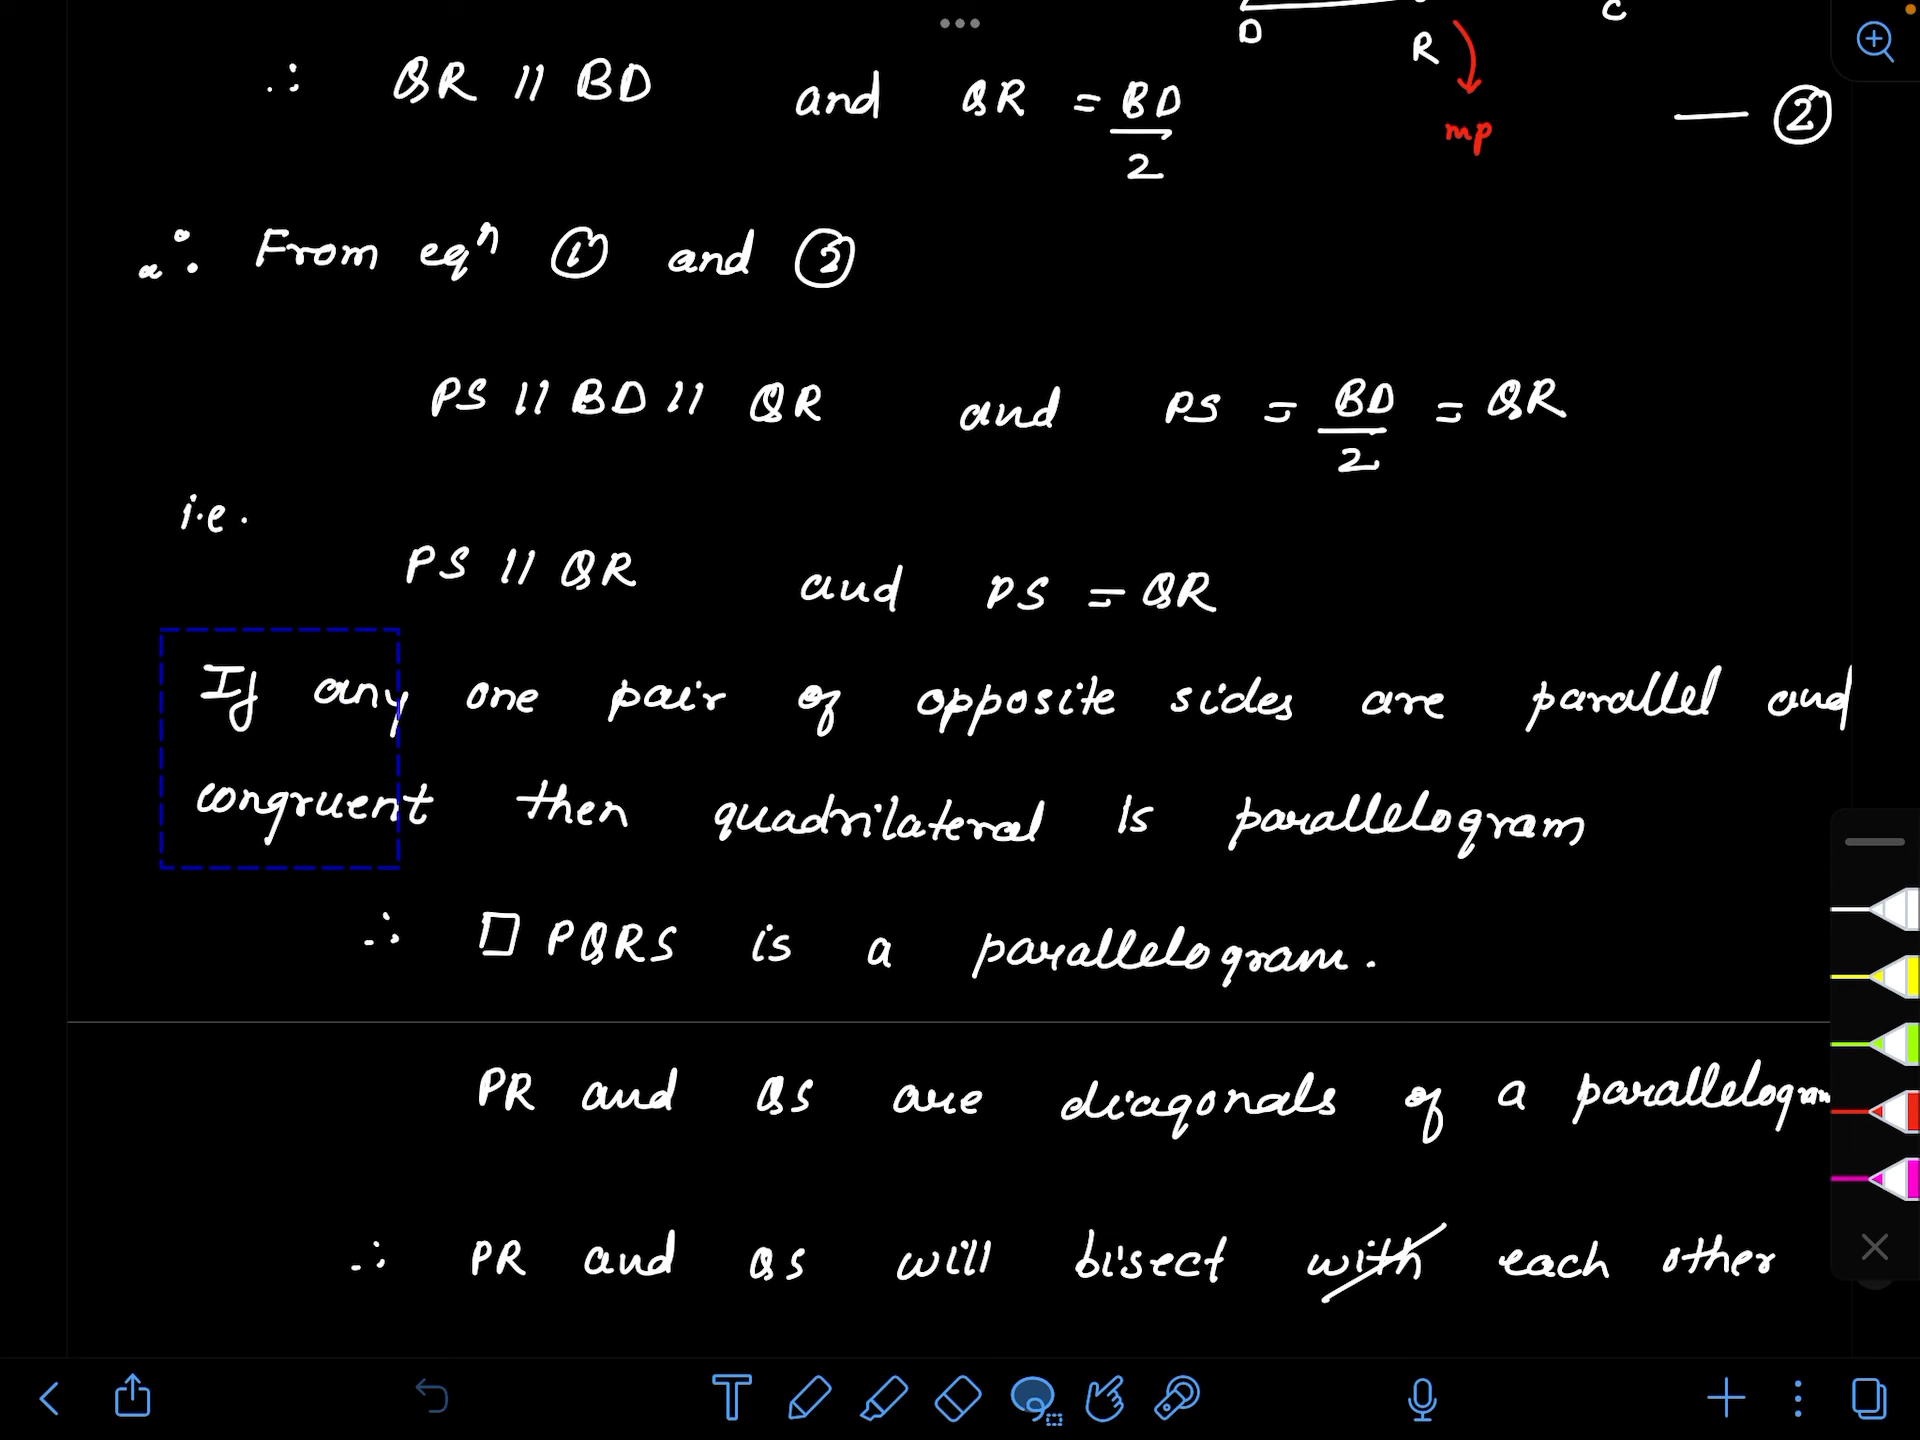 D R C
∴ QR // BD and QR = BD/2 — ②
mp
∴ From eqⁿ ① and ②
PS // BD // QR and PS = BD/2 = QR
i.e.
PS // QR and PS = QR
If any one pair of opposite sides are parallel and
congruent then quadrilateral is parallelogram
∴ □ PQRS is a parallelogram.
PR and QS are diagonals of a parallelogram
∴ PR and QS will bisect with each other